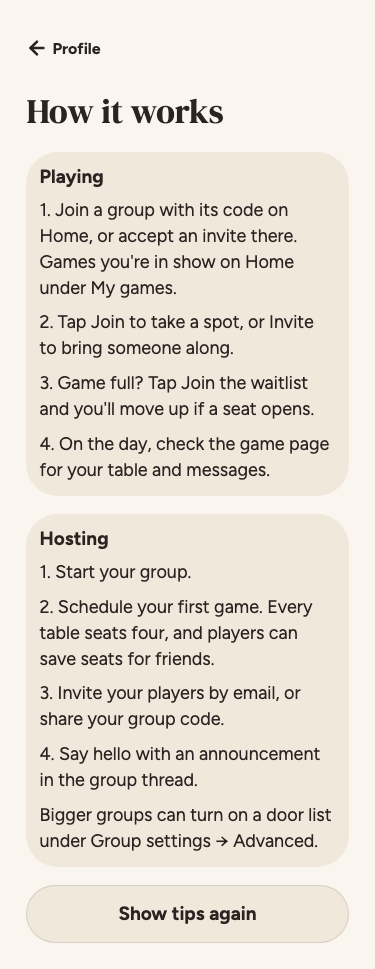 ← Profile
How it works
Playing
1. Join a group with its code on
Home, or accept an invite there.
Games you're in show on Home
under My games.
2. Tap Join to take a spot, or Invite
to bring someone along.
3. Game full? Tap Join the waitlist
and you'll move up if a seat opens.
4. On the day, check the game page
for your table and messages.
Hosting
1. Start your group.
2. Schedule your first game. Every
table seats four, and players can
save seats for friends.
3. Invite your players by email, or
share your group code.
4. Say hello with an announcement
in the group thread.
Bigger groups can turn on a door list
under Group settings → Advanced.
Show tips again